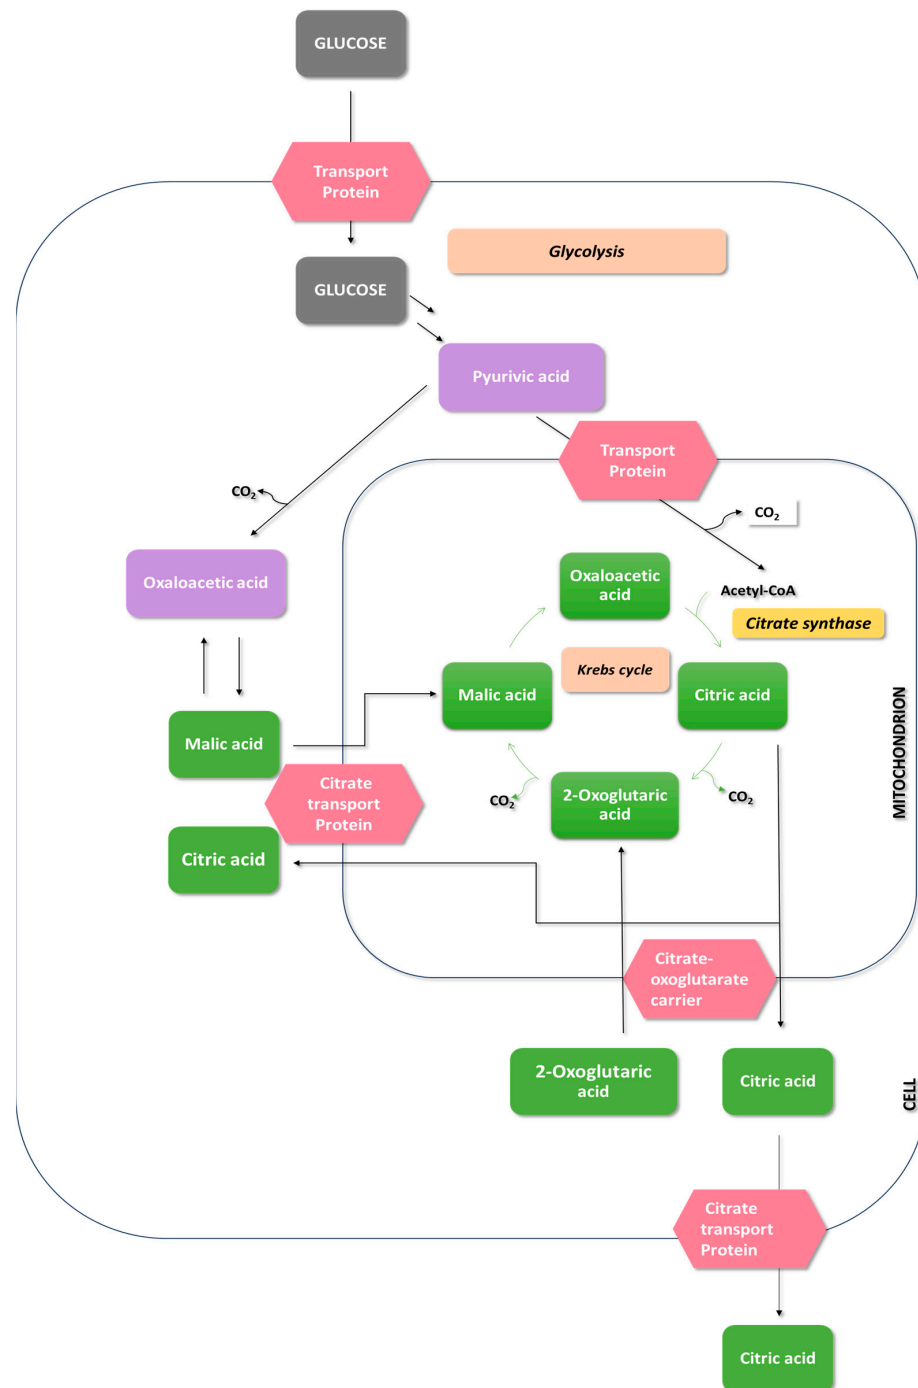 GLUCOSE
Transport
Protein
Glycolysis
GLUCOSE
Pyurivic acid
Transport
Protein
CO₂
CO₂
Oxaloacetic acid
Oxaloacetic
acid
Acetyl-CoA
Citrate synthase
Krebs cycle
Malic acid
Citric acid
MITOCHONDRION
Malic acid
Citrate
transport
Protein
CO₂
2-Oxoglutaric
acid
CO₂
Citric acid
Citrate-
oxoglutarate
carrier
2-Oxoglutaric
acid
Citric acid
CELL
Citrate
transport
Protein
Citric acid